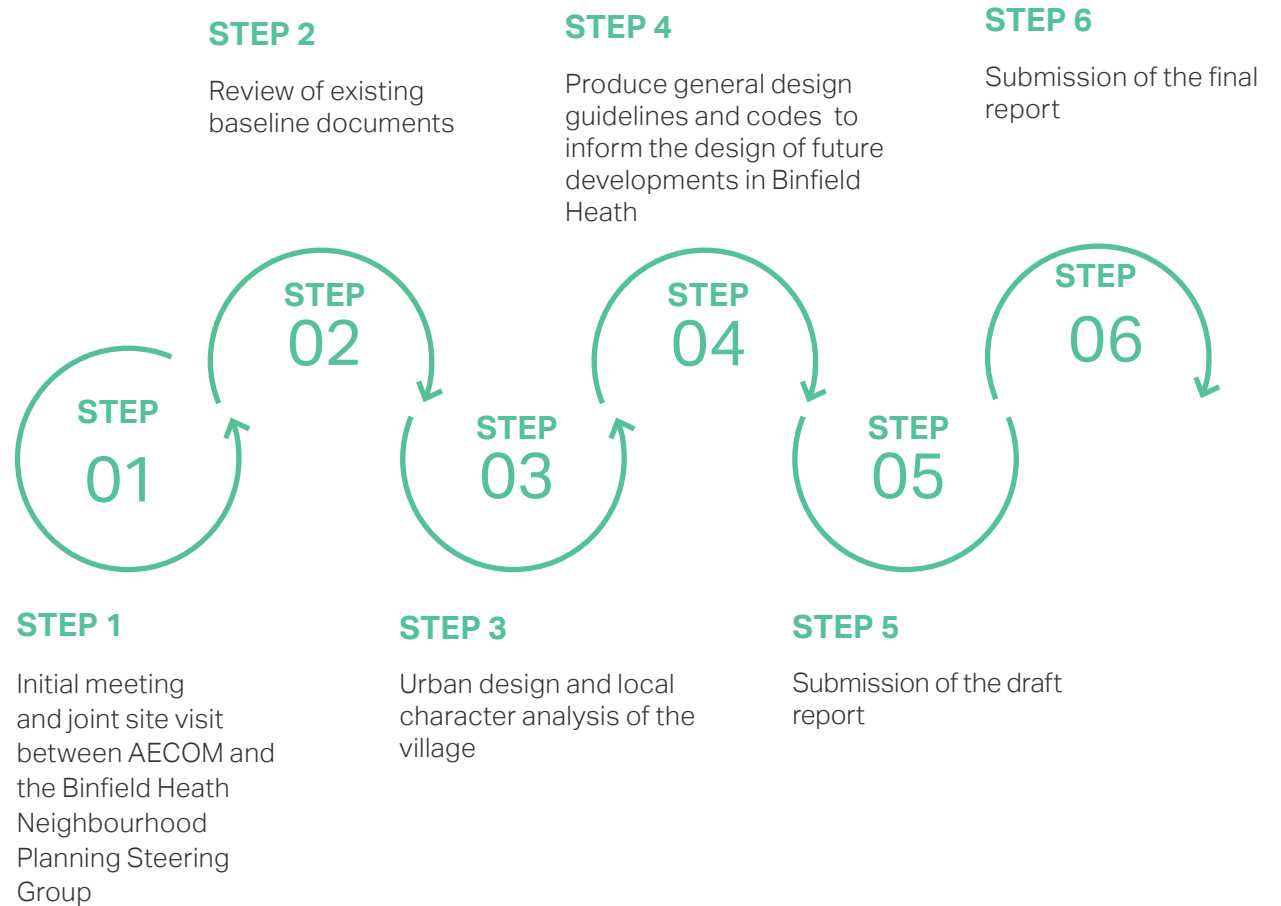 STEP 2
Review of existing
baseline documents
STEP 4
Produce general design
guidelines and codes to
inform the design of future
developments in Binfield
Heath
STEP 6
Submission of the final
report
STEP
01
STEP
02
STEP
03
STEP
04
STEP
05
STEP
06
STEP 1
Initial meeting
and joint site visit
between AECOM and
the Binfield Heath
Neighbourhood
Planning Steering
Group
STEP 3
Urban design and local
character analysis of the
village
STEP 5
Submission of the draft
report